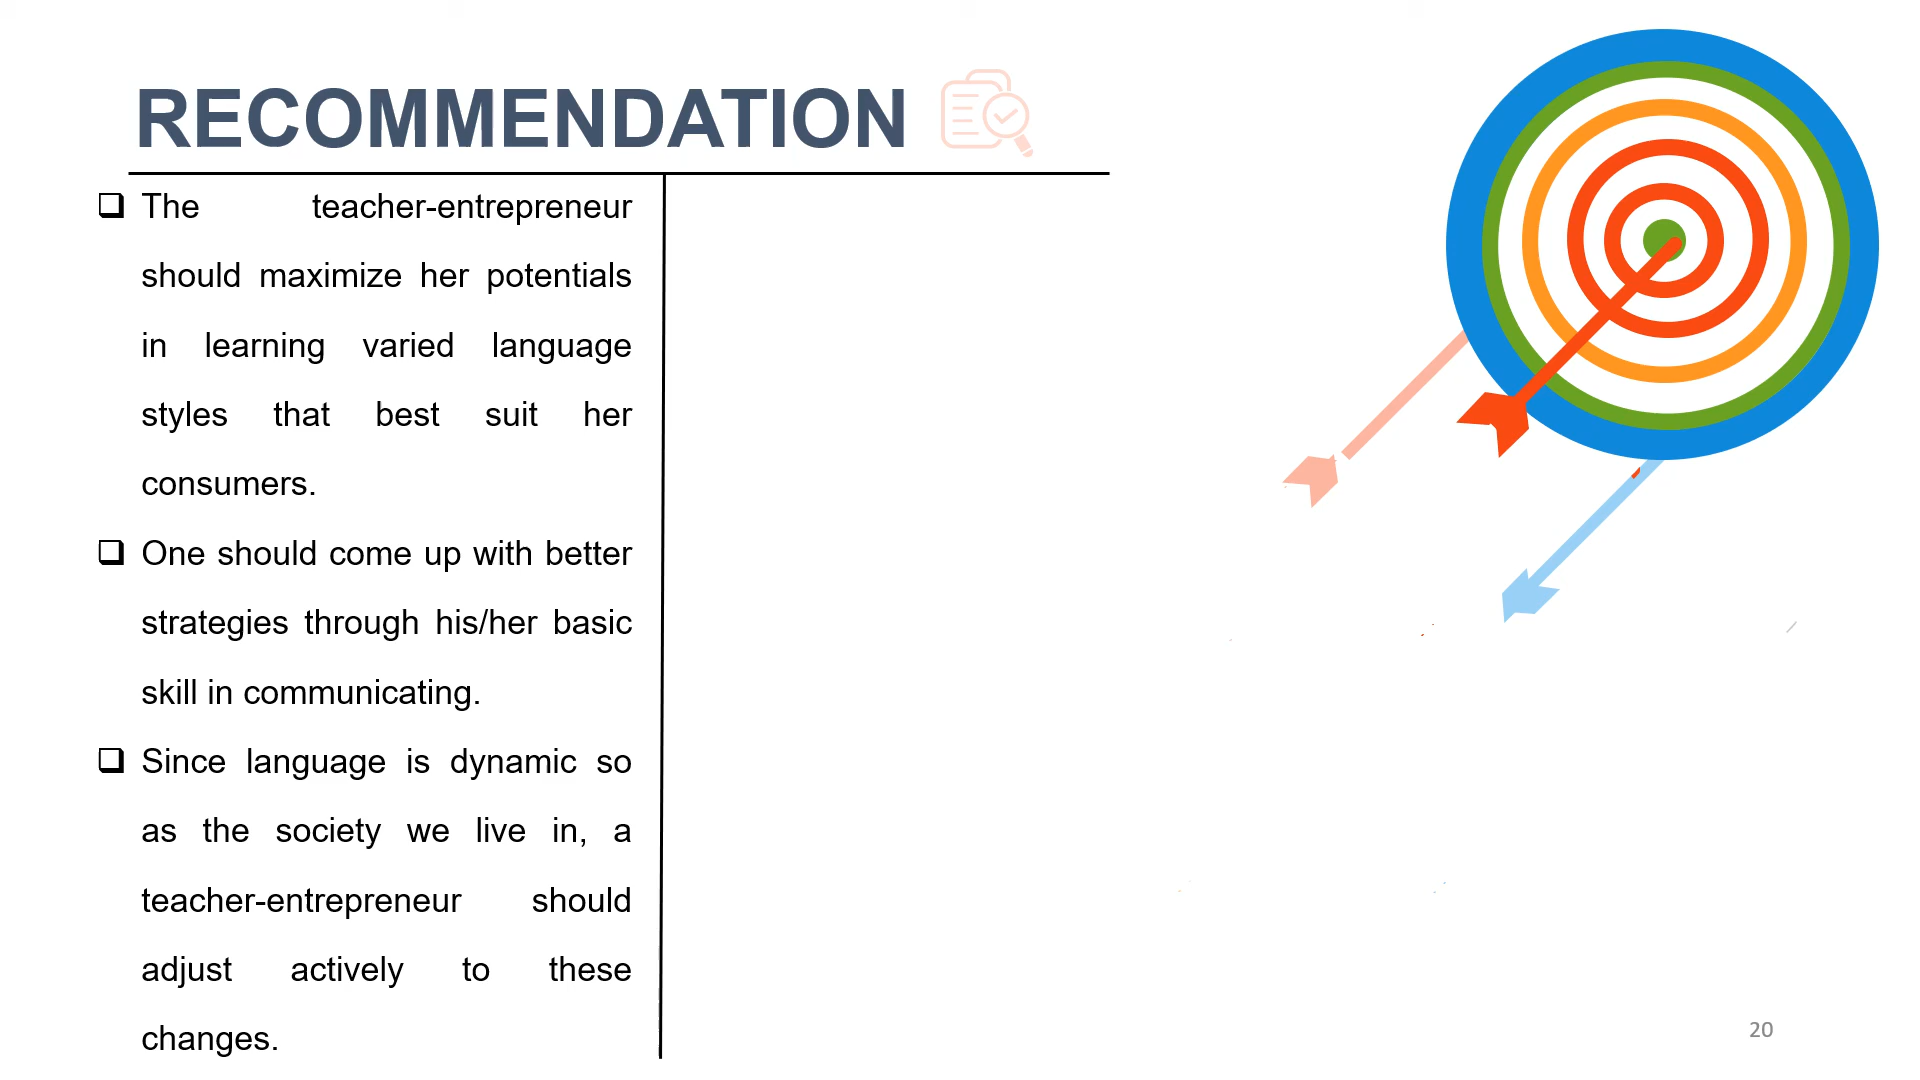 RECOMMENDATION
❑ The teacher-entrepreneur
should maximize her potentials
in learning varied language
styles that best suit her
consumers.
❑ One should come up with better
strategies through his/her basic
skill in communicating.
❑ Since language is dynamic so
as the society we live in, a
teacher-entrepreneur should
adjust actively to these
changes.
20